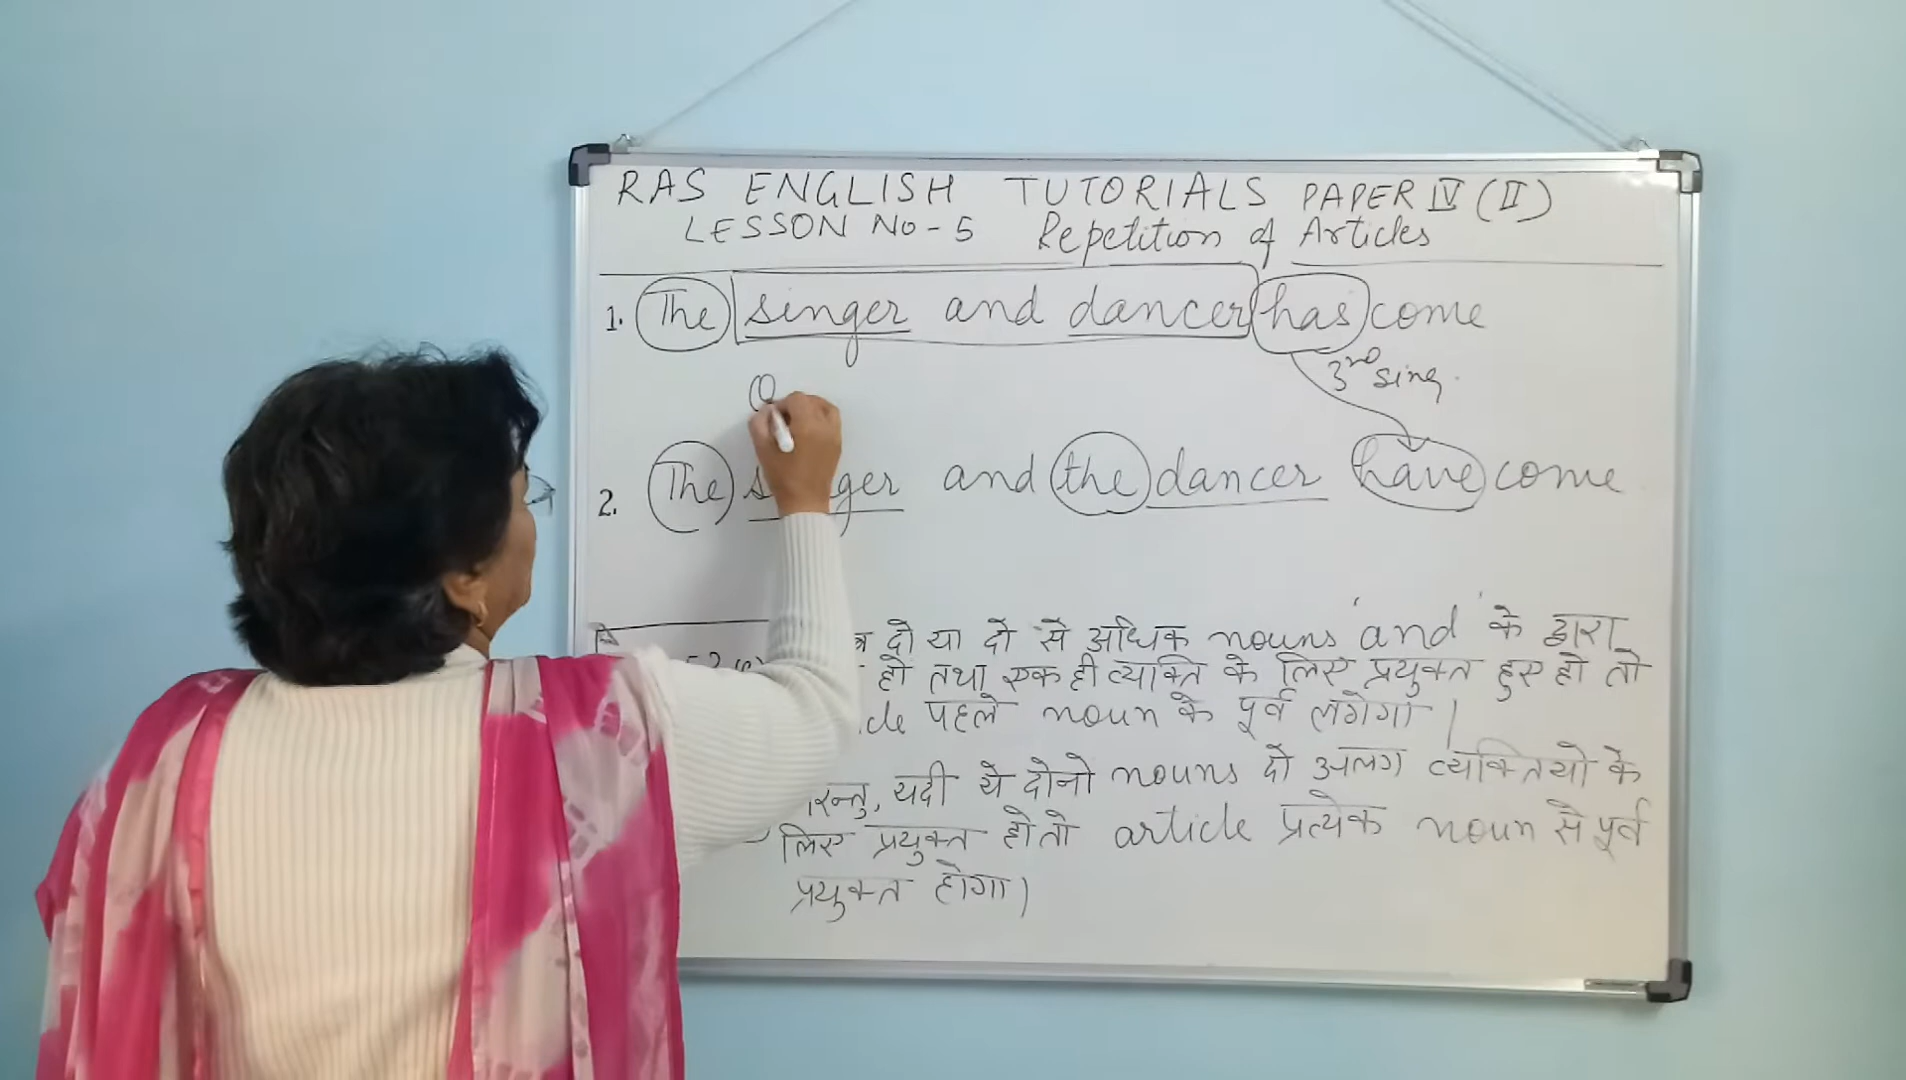 RAS ENGLISH TUTORIALS PAPER IV (II)
LESSON NO-5 Repetition of Articles
1. The singer and dancer has come
3rd sing.
2. The and the dancer have come
दो या दो से अधिक nouns 'and' के द्वारा
हो तथा एक ही व्यक्ति के लिए प्रयुक्त हुए हो तो
पहले noun के पूर्व लगेगा।
परन्तु, यदी ये दोनो nouns दो अलग व्यक्तियो के
लिए प्रयुक्त हो तो article प्रत्येक noun से पूर्व
प्रयुक्त होगा।